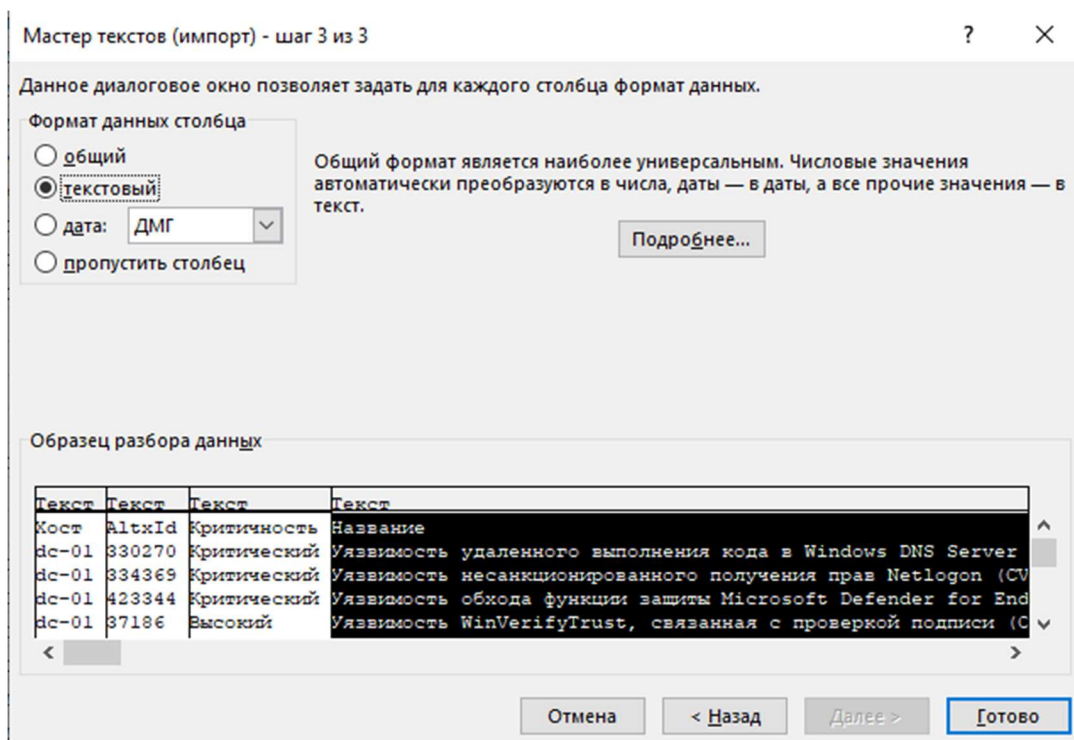 Мастер текстов (импорт) - шаг 3 из 3
Данное диалоговое окно позволяет задать для каждого столбца формат данных.
Формат данных столбца
общий
текстовый
дата: ДМГ
пропустить столбец
Общий формат является наиболее универсальным. Числовые значения
автоматически преобразуются в числа, даты — в даты, а все прочие значения — в
текст.
Подробнее...
Образец разбора данных
Текст Текст Текст Текст
Хост AltxId Критичность Название
dc-01 330270 Критический Уязвимость удаленного выполнения кода в Windows DNS Server
dc-01 334369 Критический Уязвимость несанкционированного получения прав Netlogon (CV
dc-01 423344 Критический Уязвимость обхода функции защиты Microsoft Defender for End
dc-01 37186 Высокий Уязвимость WinVerifyTrust, связанная с проверкой подписи (C
Отмена < Назад Далее > Готово